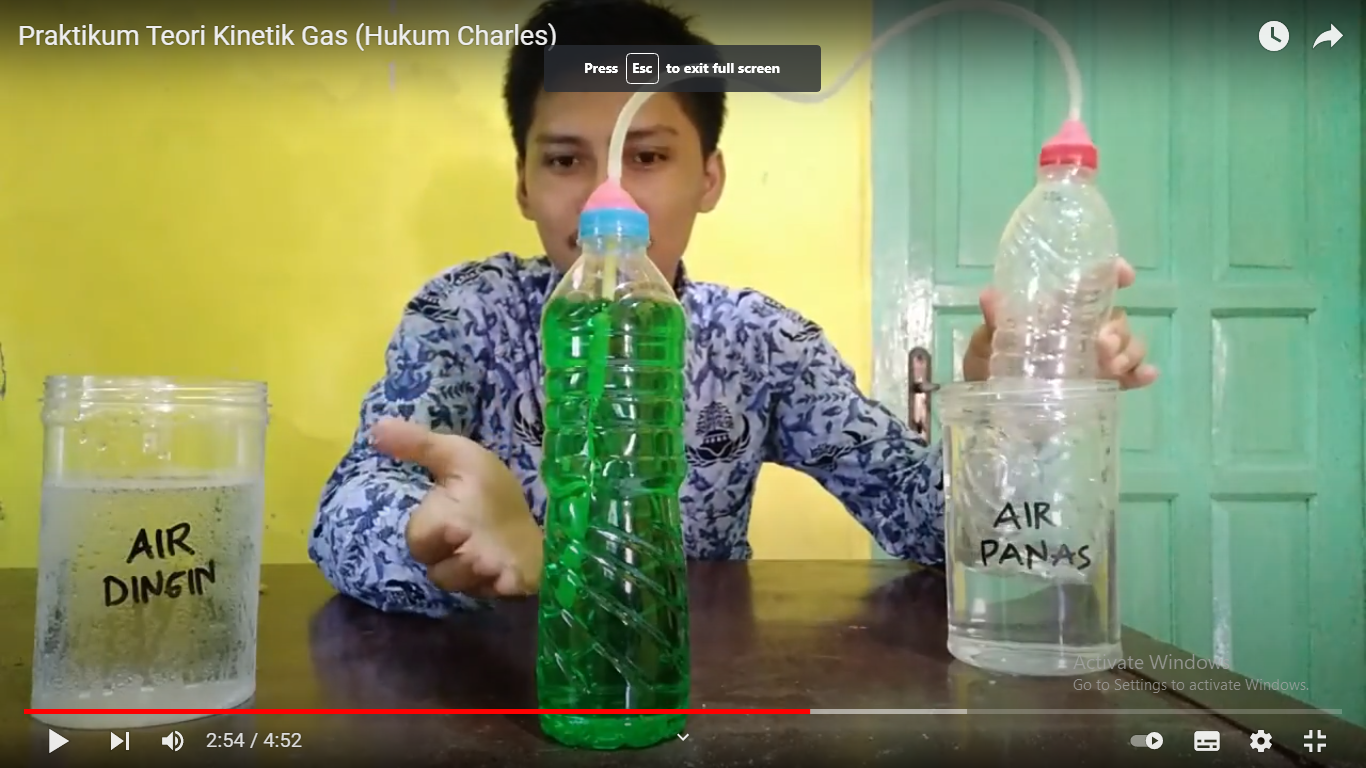 Praktikum Teori Kinetik Gas (Hukum Charles)
Press Esc to exit full screen
AIR
DINGIN
AIR
PANAS
Activate Windows
Go to Settings to activate Windows.
2:54 / 4:52